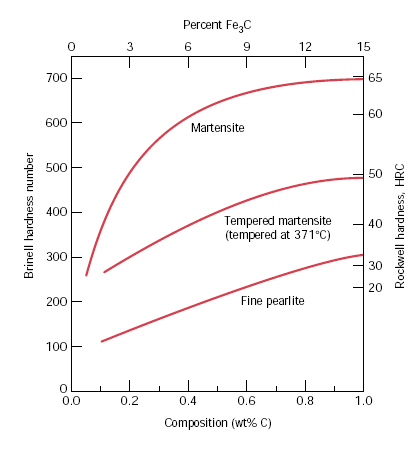 Percent Fe₃C
0 3 6 9 12 15
700
600
500
400
300
200
100
0
Brinell hardness number
Martensite
Tempered martensite
(tempered at 371°C)
Fine pearlite
65
60
50
40
30
20
Rockwell hardness, HRC
0.0 0.2 0.4 0.6 0.8 1.0
Composition (wt% C)